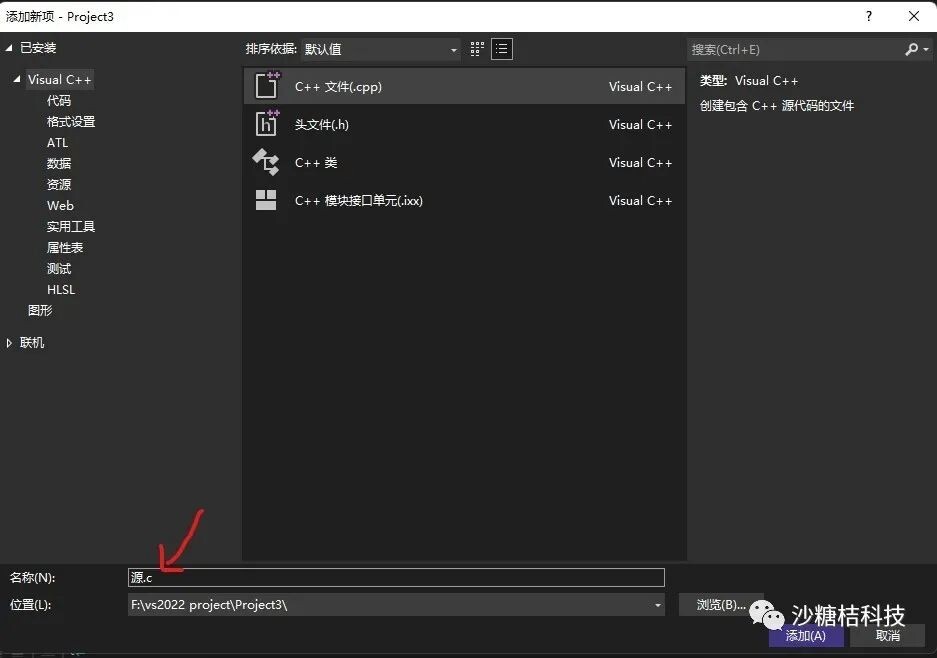 添加新项 - Project3
?
已安装
Visual C++
代码
格式设置
ATL
数据
资源
Web
实用工具
属性表
测试
HLSL
图形
联机
排序依据: 默认值
C++ 文件(.cpp) Visual C++
头文件(.h) Visual C++
C++ 类 Visual C++
C++ 模块接口单元(.ixx) Visual C++
搜索(Ctrl+E)
类型: Visual C++
创建包含 C++ 源代码的文件
名称(N): 源.c
位置(L): F:\vs2022 project\Project3\ 浏览(B)...
沙糖桔科技
添加(A) 取消